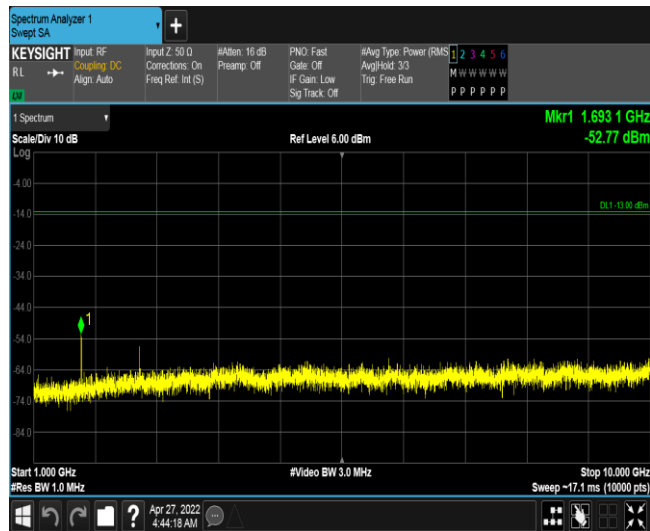 Spectrum Analyzer 1
Swept SA
+
KEYSIGHT
RL
Input: RF
Coupling: DC
Align: Auto
Input Z: 50 Ω
Corrections: On
Freq Ref: Int (S)
#Atten: 16 dB
Preamp: Off
PNO: Fast
Gate: Off
IF Gain: Low
Sig Track: Off
#Avg Type: Power (RMS
Avg|Hold: 3/3
Trig: Free Run
1 2 3 4 5 6
M W W W W W
P P P P P P
1 Spectrum
Scale/Div 10 dB
Ref Level 6.00 dBm
Mkr1 1.693 1 GHz
-52.77 dBm
Log
-4.00
DL1 -13.00 dBm
-14.0
-24.0
-34.0
-44.0
1
-54.0
-64.0
-74.0
-84.0
Start 1.000 GHz
#Video BW 3.0 MHz
Stop 10.000 GHz
#Res BW 1.0 MHz
Sweep ~17.1 ms (10000 pts)
?
Apr 27, 2022
4:44:18 AM